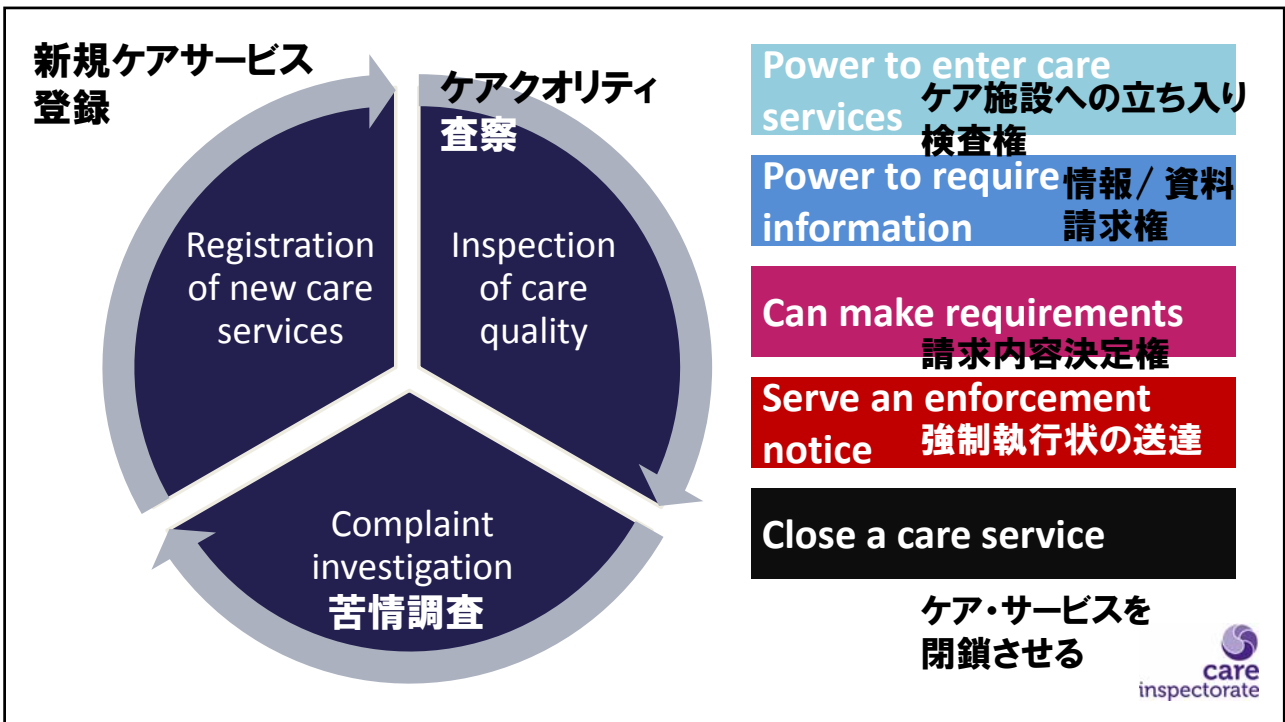 新規ケアサービス
登録
ケアクオリティ
査察
Registration
of new care
services
Inspection
of care
quality
Complaint
investigation
苦情調査
Power to enter care
services
ケア施設への立ち入り
検査権
Power to require
information
情報/ 資料
請求権
Can make requirements
請求内容決定権
Serve an enforcement
notice
強制執行状の送達
Close a care service
ケア・サービスを
閉鎖させる
care
inspectorate